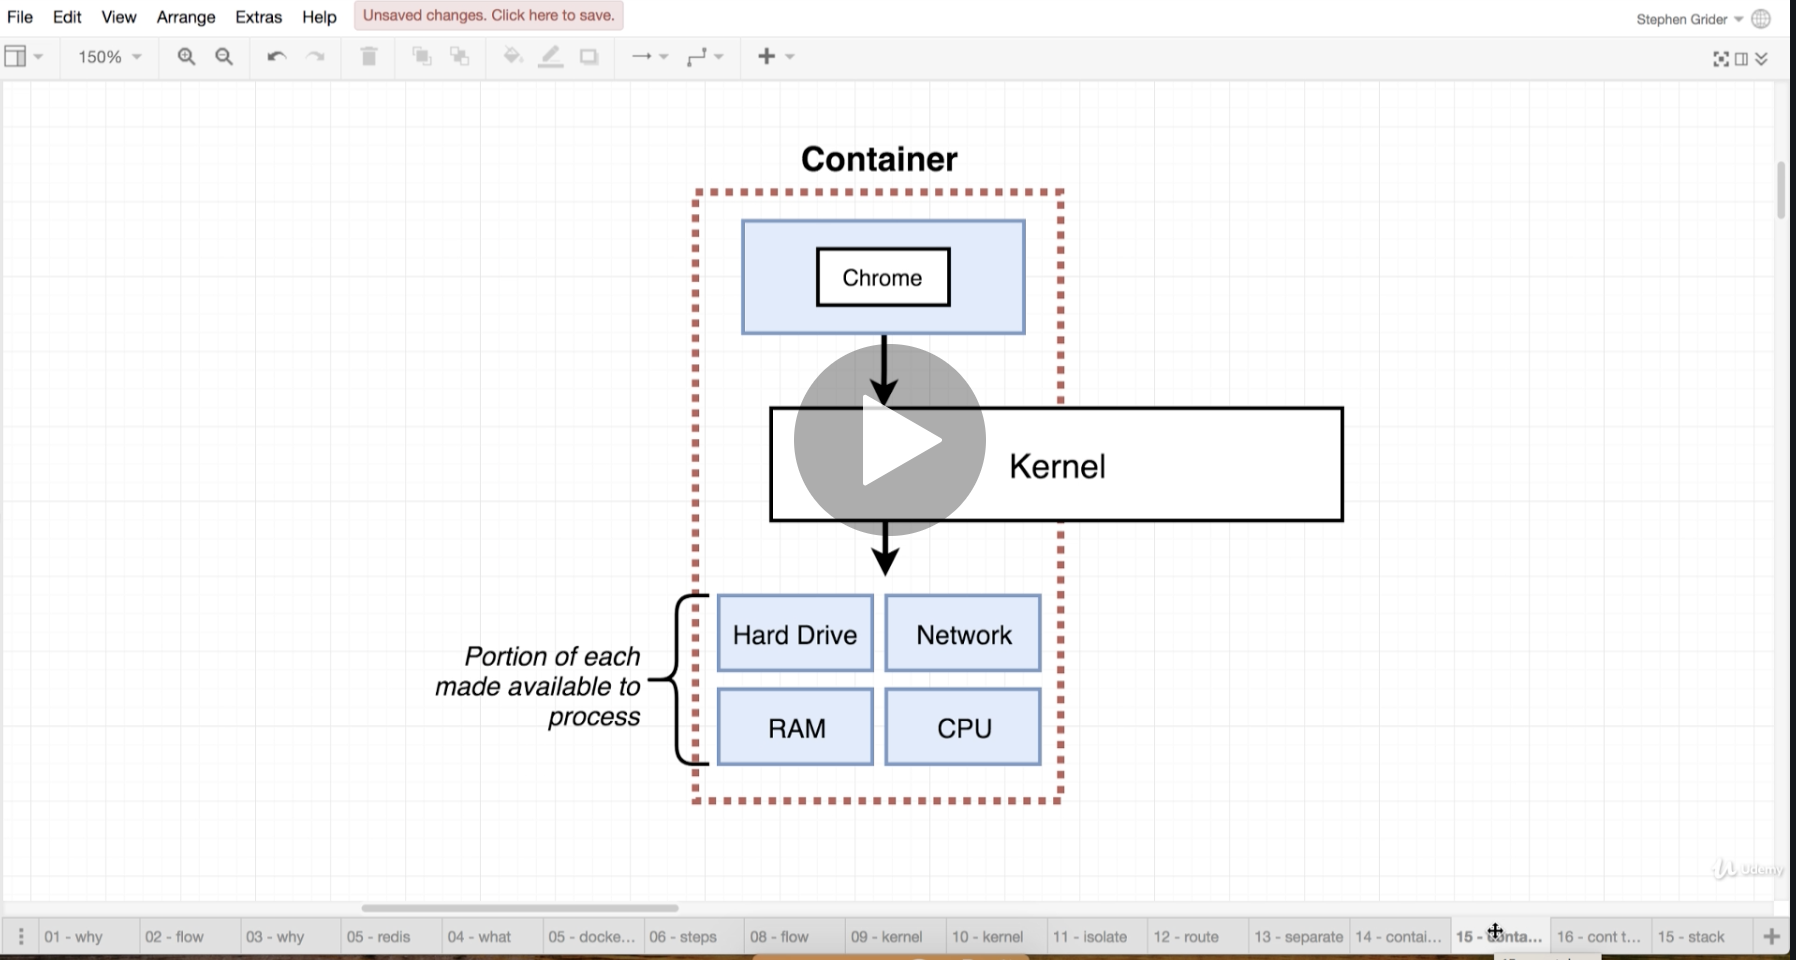 File Edit View Arrange Extras Help Unsaved changes. Click here to save. Stephen Grider
150%
Container
Chrome
Kernel
Hard Drive Network
Portion of each
made available to
process
RAM CPU
Udemy
01 - why 02 - flow 03 - why 05 - redis 04 - what 05 - docke... 06 - steps 08 - flow 09 - kernel 10 - kernel 11 - isolate 12 - route 13 - separate 14 - contai... 15 - conta... 16 - cont t... 15 - stack